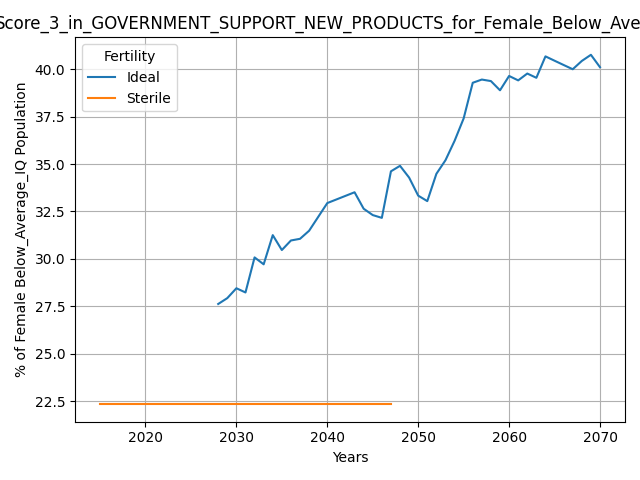 Score_3_in_GOVERNMENT_SUPPORT_NEW_PRODUCTS_for_Female_Below_Ave
Fertility
Ideal
Sterile
% of Female Below_Average_IQ Population
40.0
37.5
35.0
32.5
30.0
27.5
25.0
22.5
2020 2030 2040 2050 2060 2070
Years